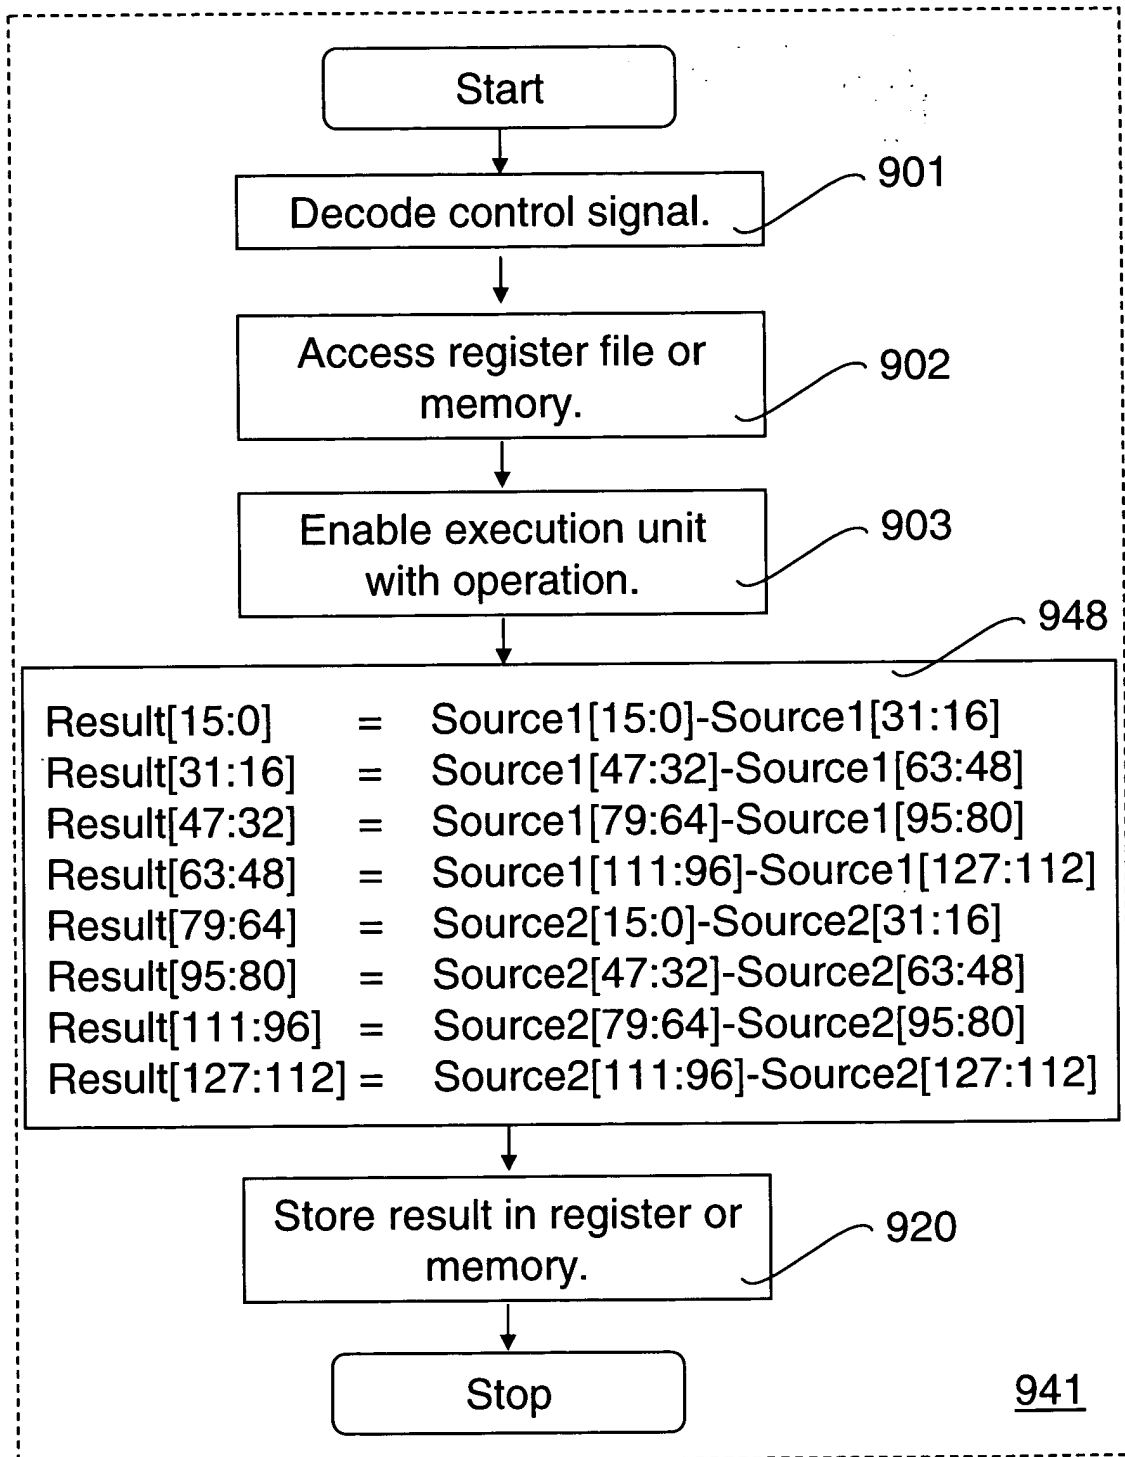 Start
901
Decode control signal.
Access register file or
memory.
902
Enable execution unit
with operation.
903
948
Result[15:0] = Source1[15:0]-Source1[31:16]
Result[31:16] = Source1[47:32]-Source1[63:48]
Result[47:32] = Source1[79:64]-Source1[95:80]
Result[63:48] = Source1[111:96]-Source1[127:112]
Result[79:64] = Source2[15:0]-Source2[31:16]
Result[95:80] = Source2[47:32]-Source2[63:48]
Result[111:96] = Source2[79:64]-Source2[95:80]
Result[127:112] = Source2[111:96]-Source2[127:112]
Store result in register or
memory.
920
Stop
941